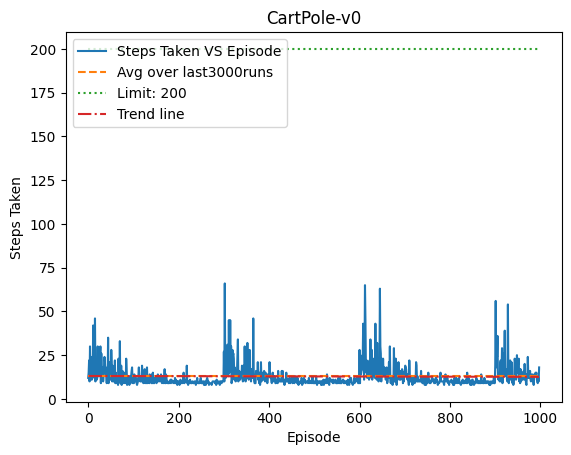 CartPole-v0
Steps Taken VS Episode
Avg over last3000runs
Limit: 200
Trend line
Steps Taken
200
175
150
125
100
75
50
25
0
0 200 400 600 800 1000
Episode